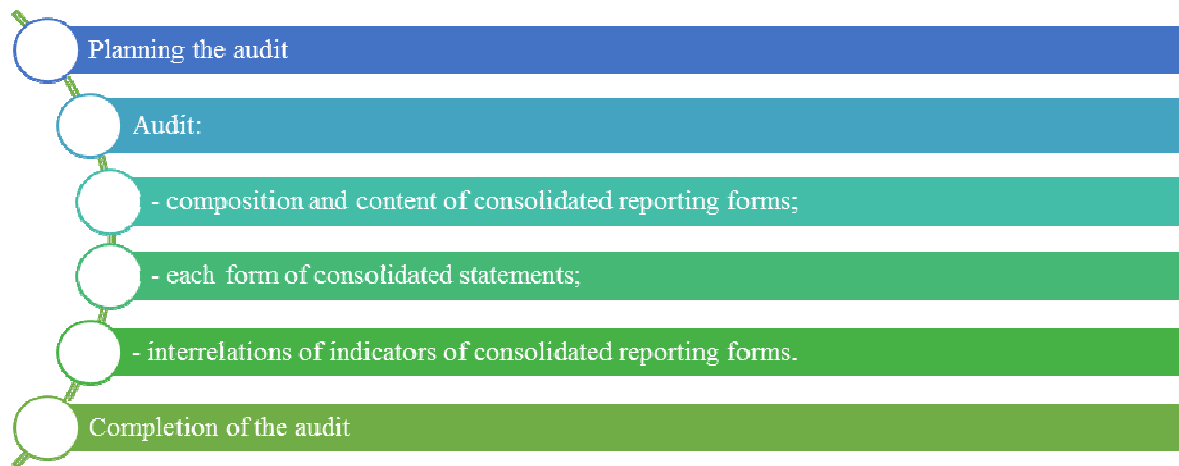 Planning the audit
Audit:
- composition and content of consolidated reporting forms;
- each form of consolidated statements;
- interrelations of indicators of consolidated reporting forms.
Completion of the audit